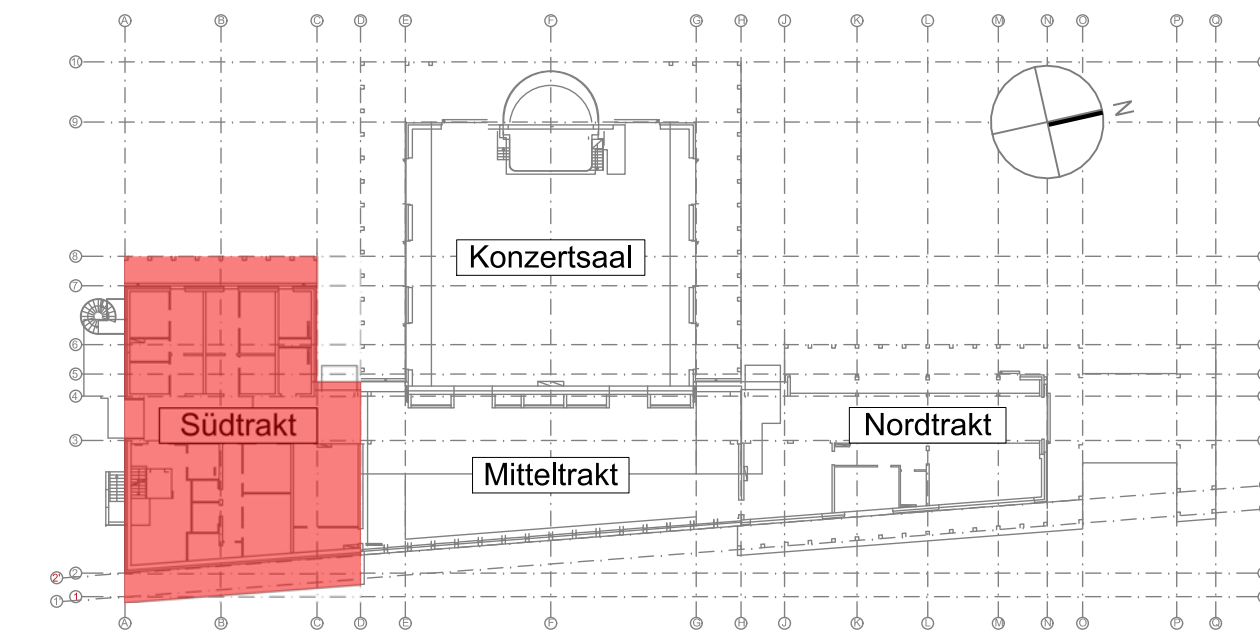 A B C D E F G H J K L M N O P Q
10
N
9
8
Konzertsaal
7
6
5
4
Südtrakt
Nordtrakt
3
Mitteltrakt
2' 2
1 1
A B C D E F G H J K L M N O P Q